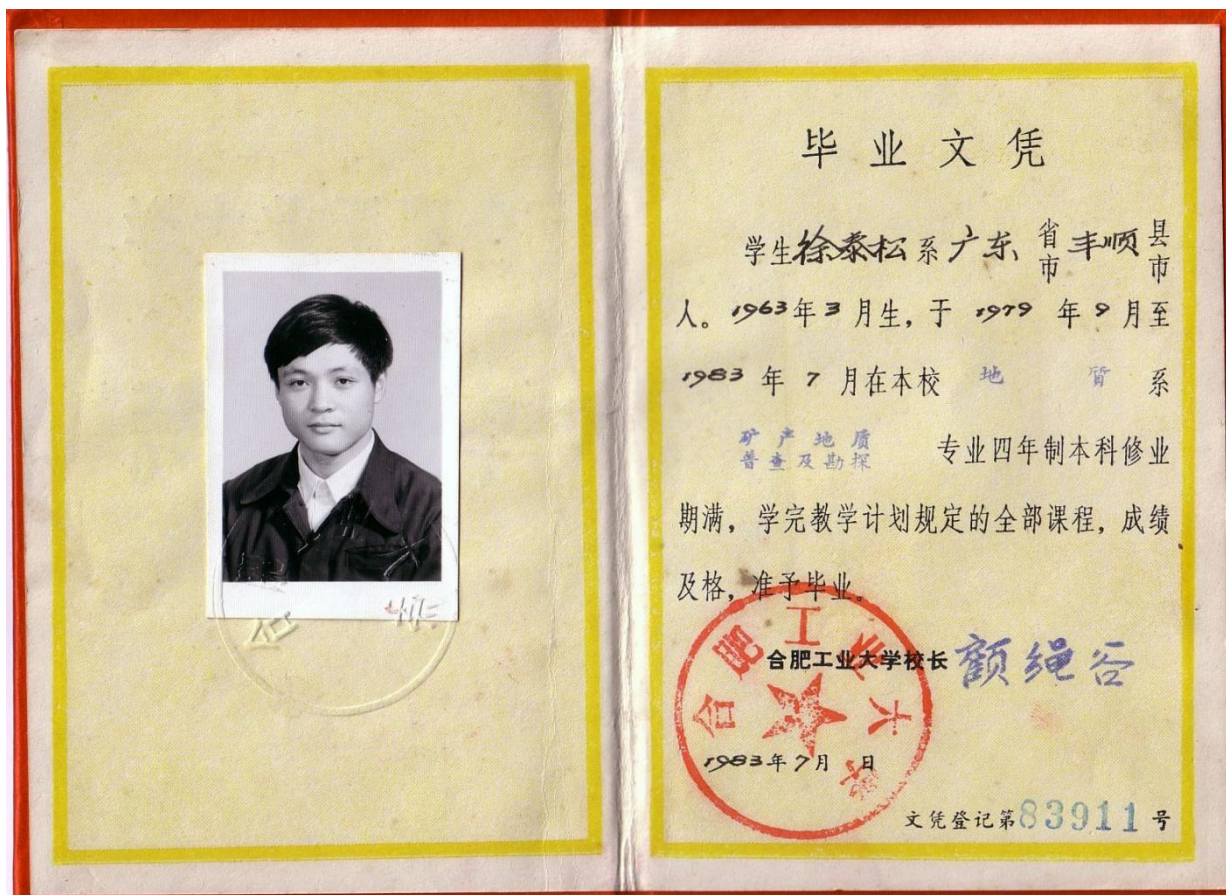 毕业文凭
学生徐泰松系广东省市丰顺县市
人。1963年3月生,于1979年9月至
1983年7月在本校地质系
矿产地质
普查及勘探 专业四年制本科修业
期满,学完教学计划规定的全部课程,成绩
及格,准予毕业。
合肥工业大学校长
合肥工业大学
1983年7月 日
文凭登记第83911号